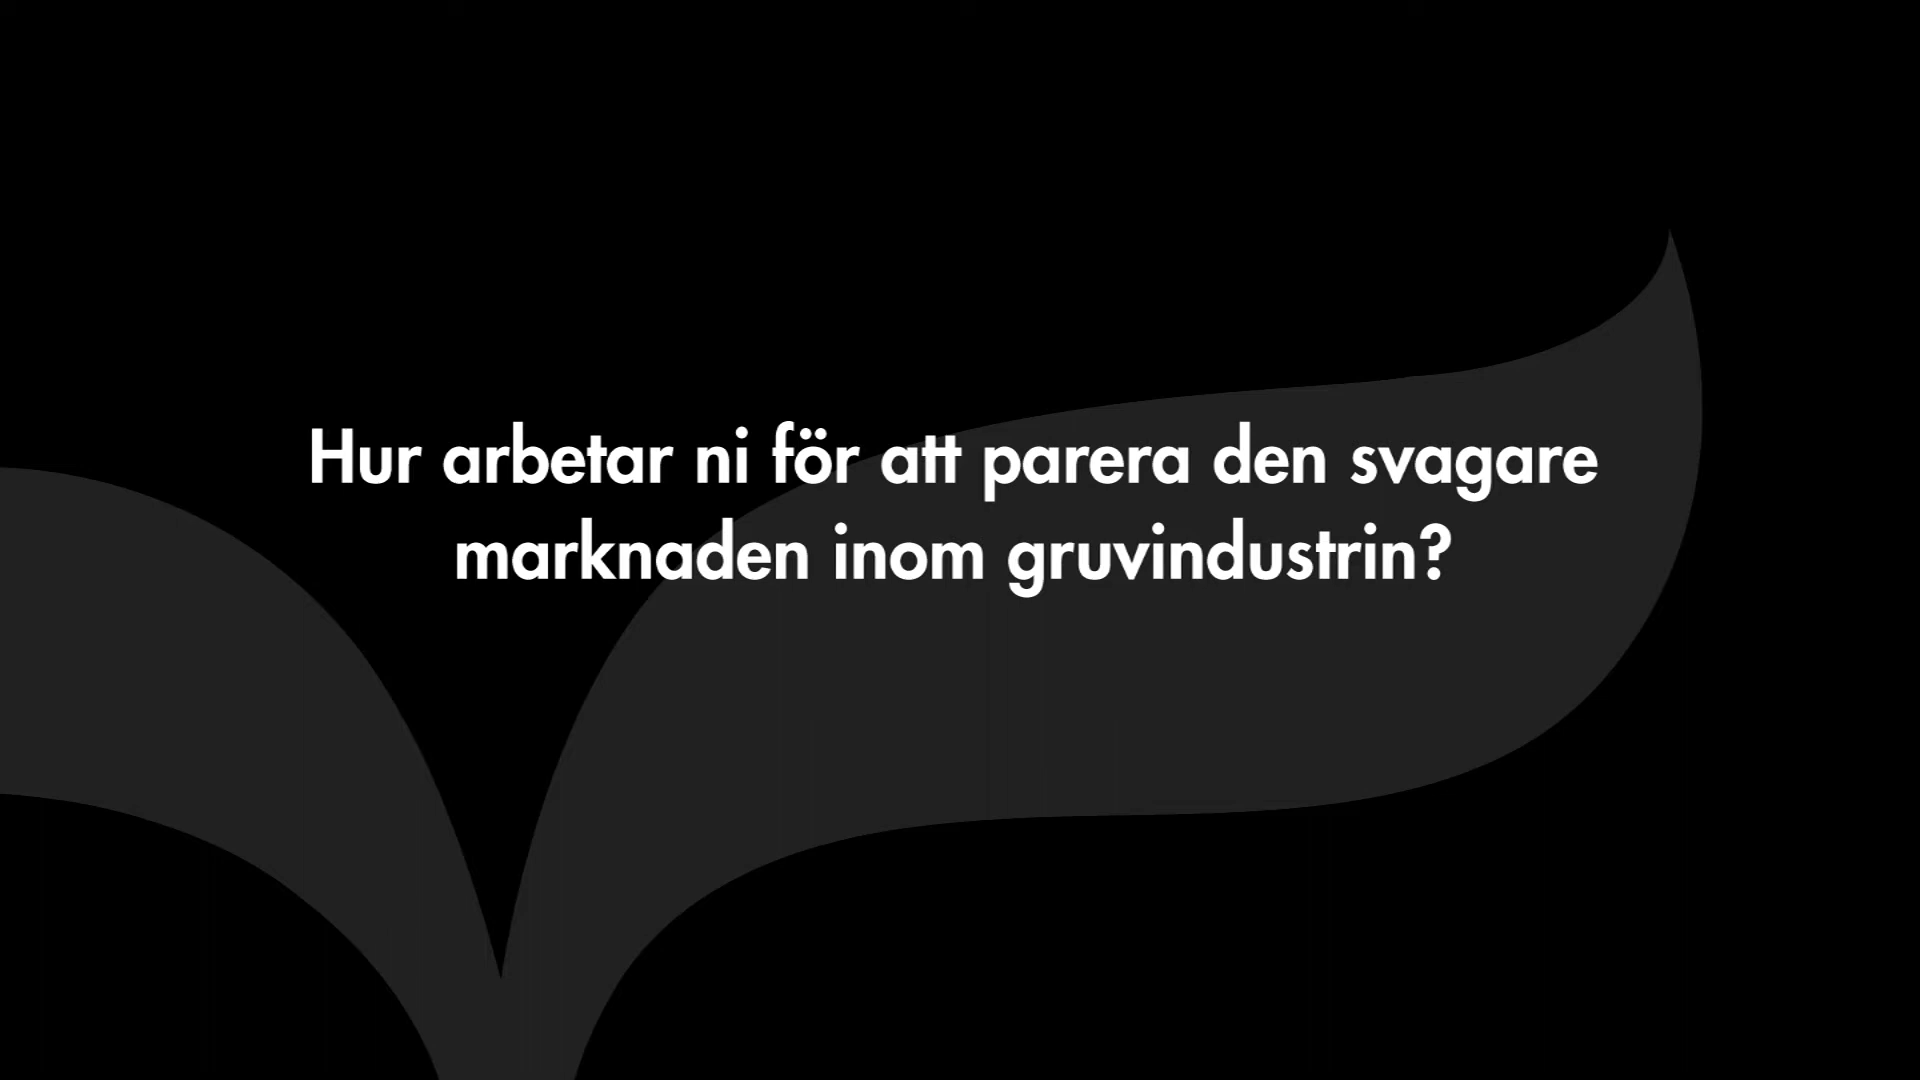 Hur arbetar ni för att parera den svagare
marknaden inom gruvindustrin?